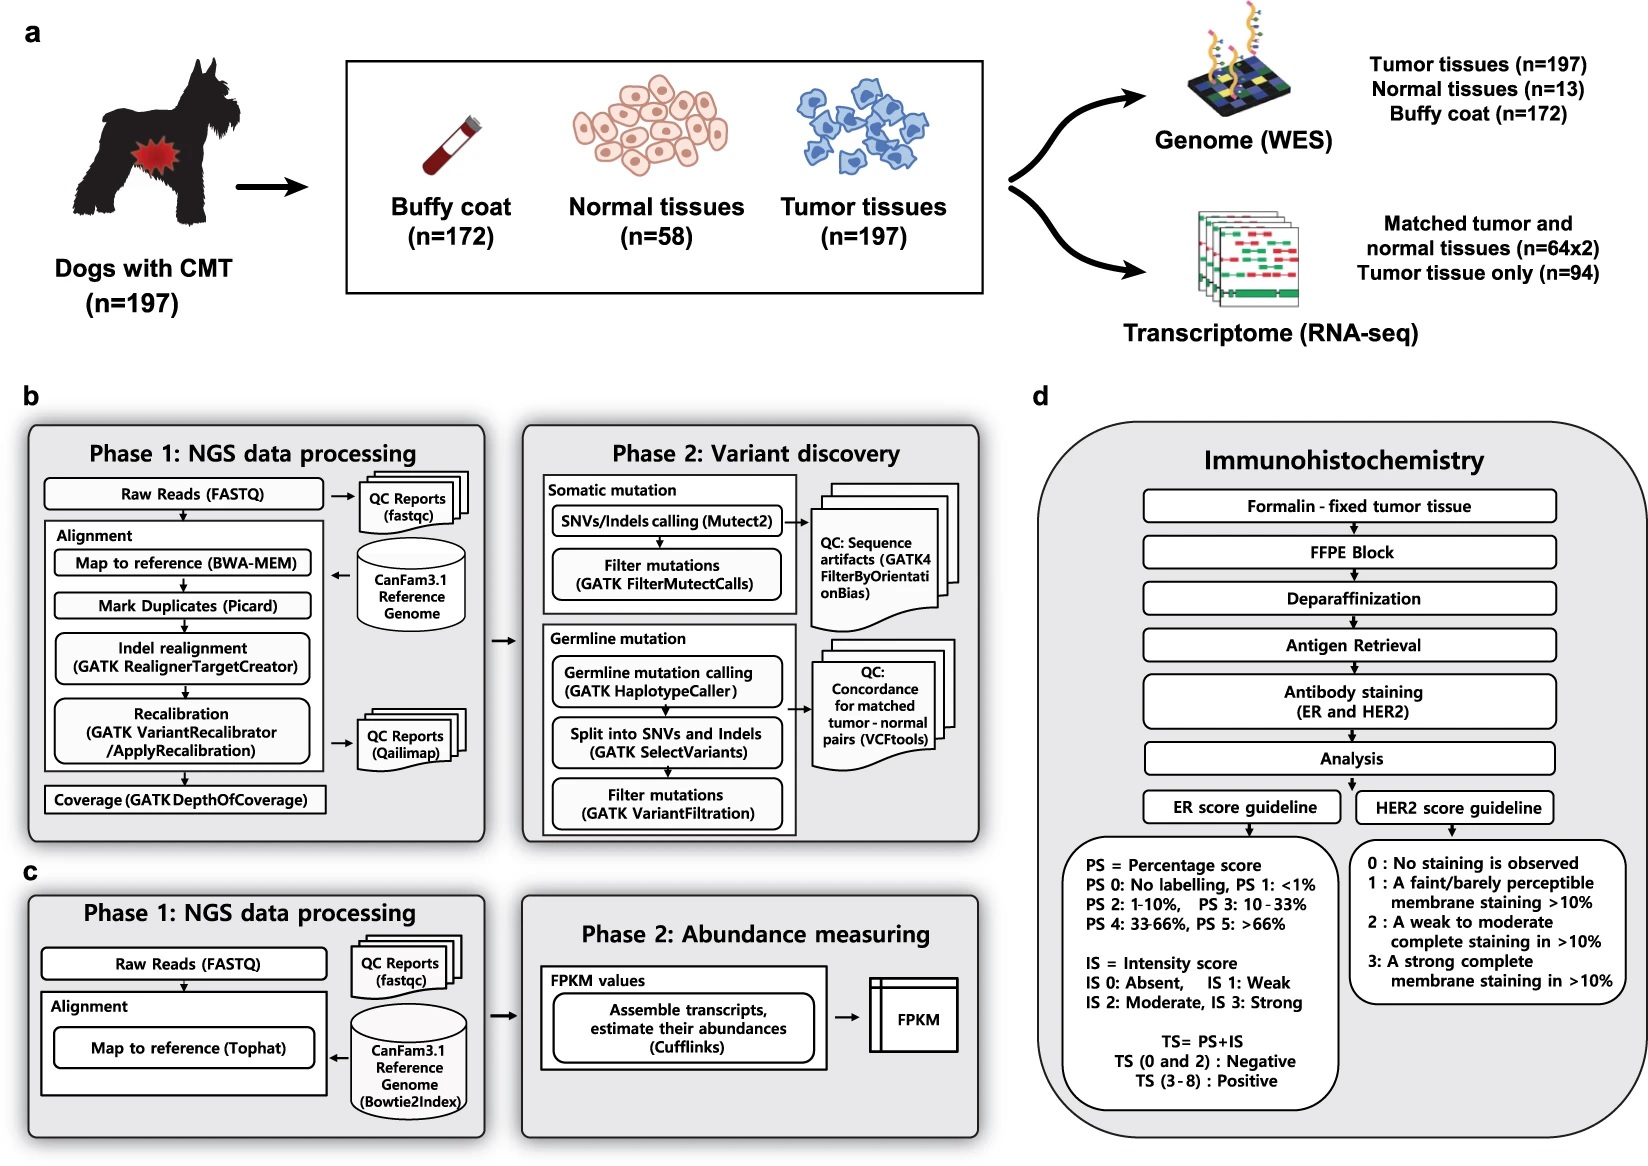 a
Dogs with CMT
(n=197)
Buffy coat
(n=172)
Normal tissues
(n=58)
Tumor tissues
(n=197)
Genome (WES)
Tumor tissues (n=197)
Normal tissues (n=13)
Buffy coat (n=172)
Transcriptome (RNA-seq)
Matched tumor and
normal tissues (n=64x2)
Tumor tissue only (n=94)
b
Phase 1: NGS data processing
Raw Reads (FASTQ)
QC Reports
(fastqc)
Alignment
Map to reference (BWA-MEM)
Mark Duplicates (Picard)
Indel realignment
(GATK RealignerTargetCreator)
Recalibration
(GATK VariantRecalibrator
/ApplyRecalibration)
CanFam3.1
Reference
Genome
QC Reports
(Qailimap)
Coverage (GATK DepthOfCoverage)
Phase 2: Variant discovery
Somatic mutation
SNVs/Indels calling (Mutect2)
Filter mutations
(GATK FilterMutectCalls)
QC: Sequence
artifacts (GATK4
FilterByOrientati
onBias)
Germline mutation
Germline mutation calling
(GATK HaplotypeCaller)
Split into SNVs and Indels
(GATK SelectVariants)
Filter mutations
(GATK VariantFiltration)
QC:
Concordance
for matched
tumor - normal
pairs (VCFtools)
c
Phase 1: NGS data processing
Raw Reads (FASTQ)
QC Reports
(fastqc)
Alignment
Map to reference (Tophat)
CanFam3.1
Reference
Genome
(Bowtie2Index)
Phase 2: Abundance measuring
FPKM values
Assemble transcripts,
estimate their abundances
(Cufflinks)
FPKM
d
Immunohistochemistry
Formalin - fixed tumor tissue
FFPE Block
Deparaffinization
Antigen Retrieval
Antibody staining
(ER and HER2)
Analysis
ER score guideline
PS = Percentage score
PS 0: No labelling, PS 1: <1%
PS 2: 1-10%, PS 3: 10 - 33%
PS 4: 33-66%, PS 5: >66%
IS = Intensity score
IS 0: Absent, IS 1: Weak
IS 2: Moderate, IS 3: Strong
TS= PS+IS
TS (0 and 2) : Negative
TS (3-8) : Positive
HER2 score guideline
0 : No staining is observed
1 : A faint/barely perceptible
membrane staining >10%
2 : A weak to moderate
complete staining in >10%
3: A strong complete
membrane staining in >10%